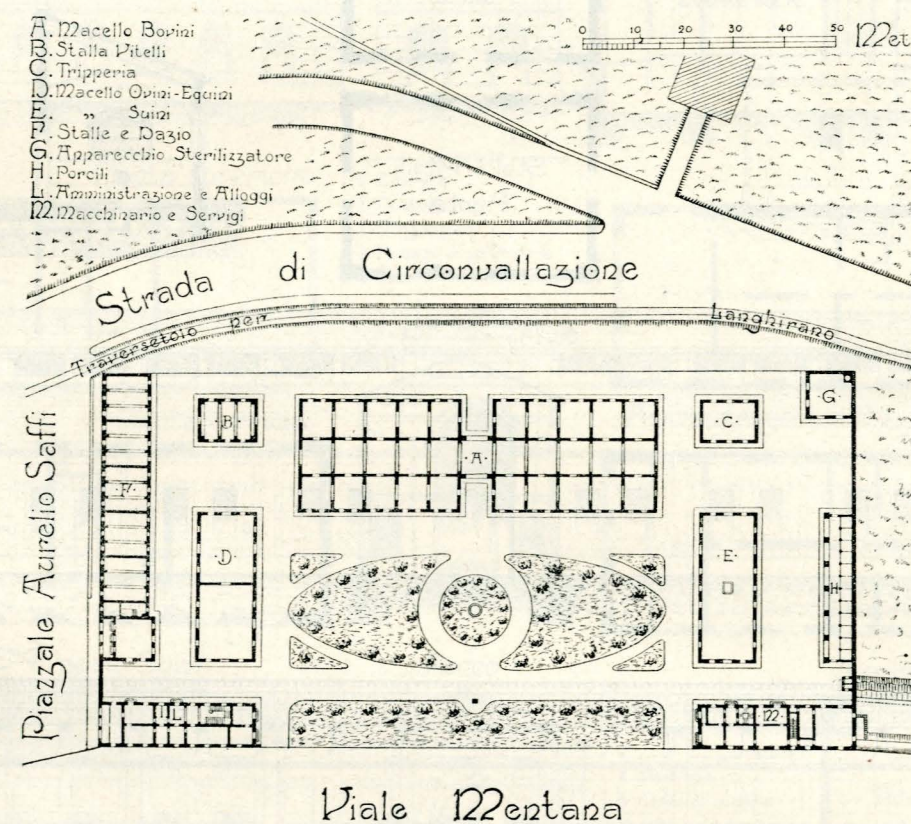 A. Macello Bovini
B. Stalla Vitelli
C. Tripperia
D. Macello Ovini-Equini
E. „ Suini
F. Stalle e Dazio
G. Apparecchio Sterilizzatore
H. Porcili
L. Amministrazione e Alloggi
M. Macchinario e Servigi
0 10 20 30 40 50 Met
Strada di Circonvallazione
Traversetolo per Langhirano
Piazzale Aurelio Saffi
B
A
C
G
F
D
E
D
H
L
M
Viale Mentana